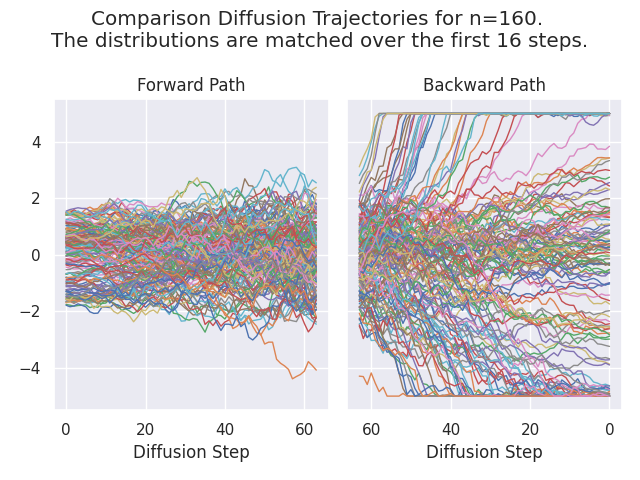 Comparison Diffusion Trajectories for n=160.
The distributions are matched over the first 16 steps.
Forward Path
Backward Path
4
2
0
−2
−4
0 20 40 60
60 40 20 0
Diffusion Step
Diffusion Step